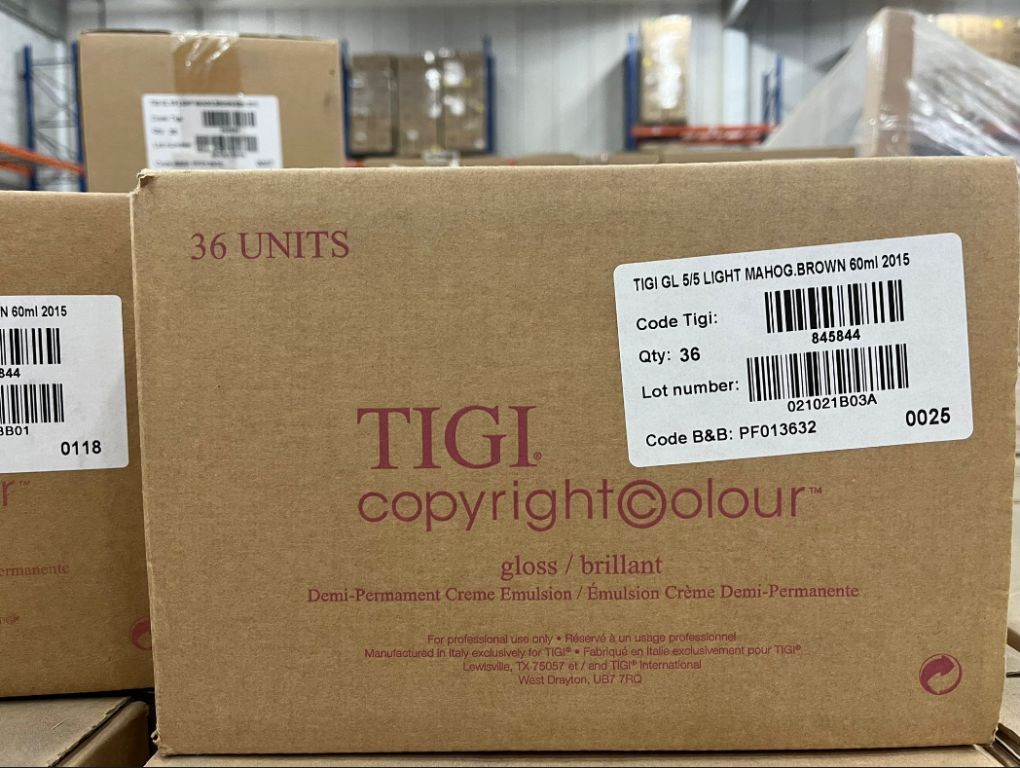 36 UNITS
TIGI GL 5/5 LIGHT MAHOG.BROWN 60ml 2015
Code Tigi:
845844
Qty: 36
Lot number:
021021B03A
Code B&B: PF013632
0025
TIGI®
copyright©olour™
gloss / brillant
Demi-Permament Creme Emulsion / Émulsion Crème Demi-Permanente
For professional use only • Réservé à un usage professionnel
Manufactured in Italy exclusively for TIGI® • Fabriqué en Italie exclusivement pour TIGI®
Lewisville, TX 75057 et / and TIGI® International
West Drayton, UB7 7RQ
N 60ml 2015
844
3B01
0118
r™
ermanente